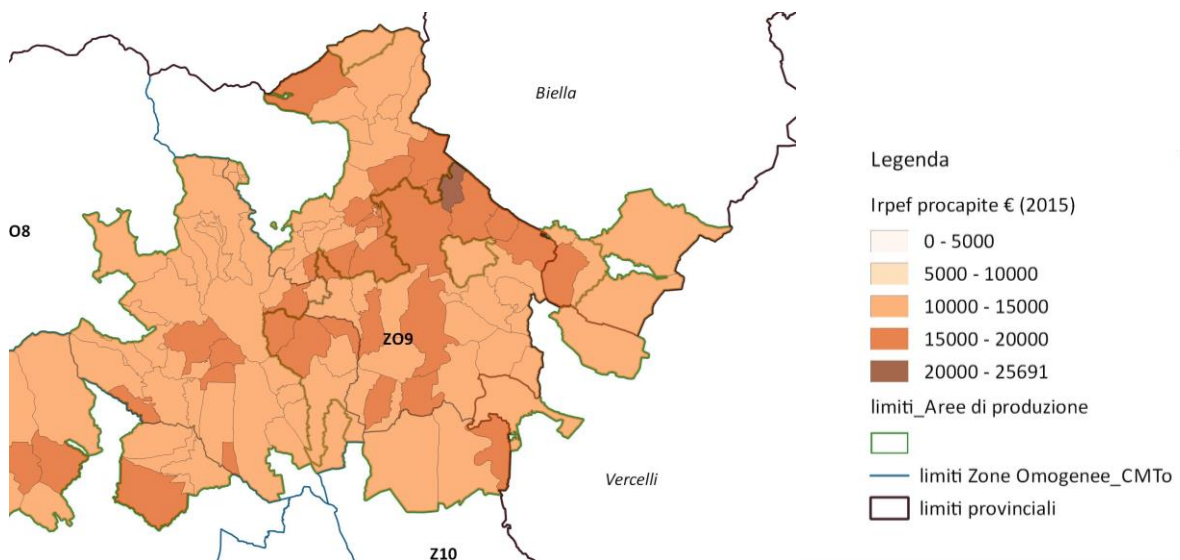 Biella
O8
ZO9
Vercelli
Z10
Legenda
Irpef procapite € (2015)
0 - 5000
5000 - 10000
10000 - 15000
15000 - 20000
20000 - 25691
limiti_Aree di produzione
limiti Zone Omogenee_CMTo
limiti provinciali